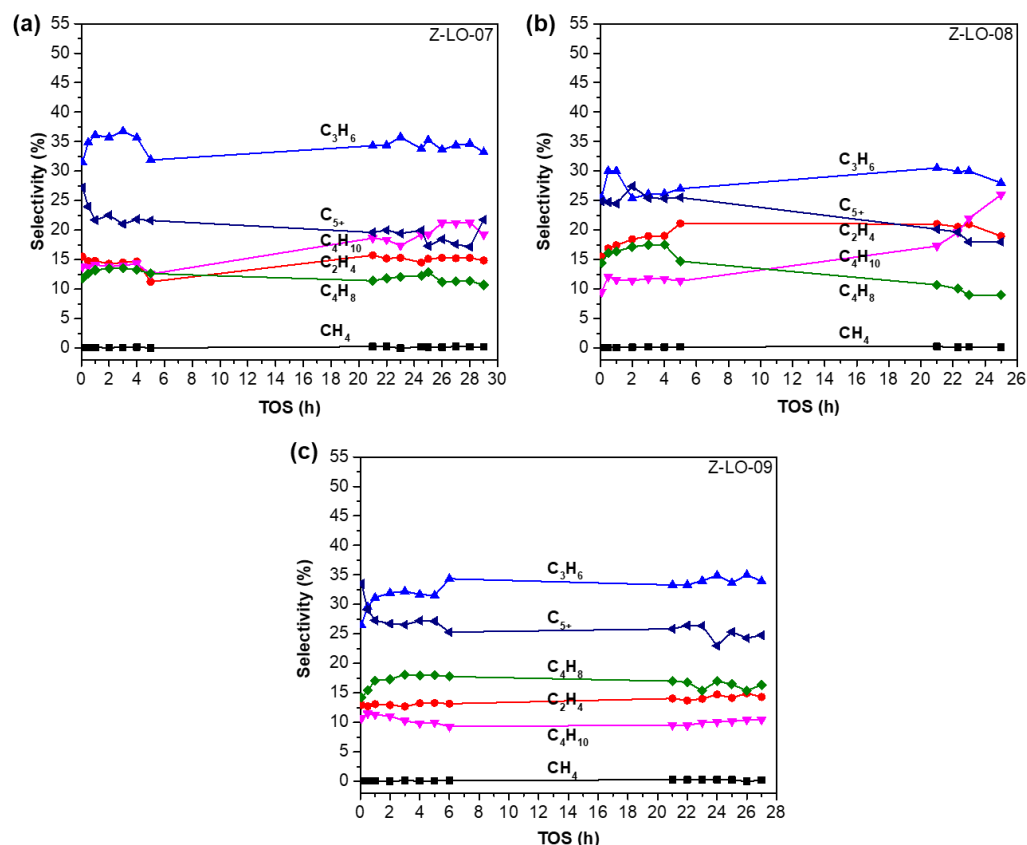 (a)
Z-LO-07
Selectivity (%)
55
50
45
40
35
30
25
20
15
10
5
0
C₃H₆
C₅₊
C₄H₁₀
C₂H₄
C₄H₈
CH₄
0 2 4 6 8 10 12 14 16 18 20 22 24 26 28 30
TOS (h)
(b)
Z-LO-08
Selectivity (%)
55
50
45
40
35
30
25
20
15
10
5
0
C₃H₆
C₅₊
C₂H₄
C₄H₁₀
C₄H₈
CH₄
0 2 4 6 8 10 12 14 16 18 20 22 24 26
TOS (h)
(c)
Z-LO-09
Selectivity (%)
55
50
45
40
35
30
25
20
15
10
5
0
C₃H₆
C₅₊
C₄H₈
C₂H₄
C₄H₁₀
CH₄
0 2 4 6 8 10 12 14 16 18 20 22 24 26 28
TOS (h)